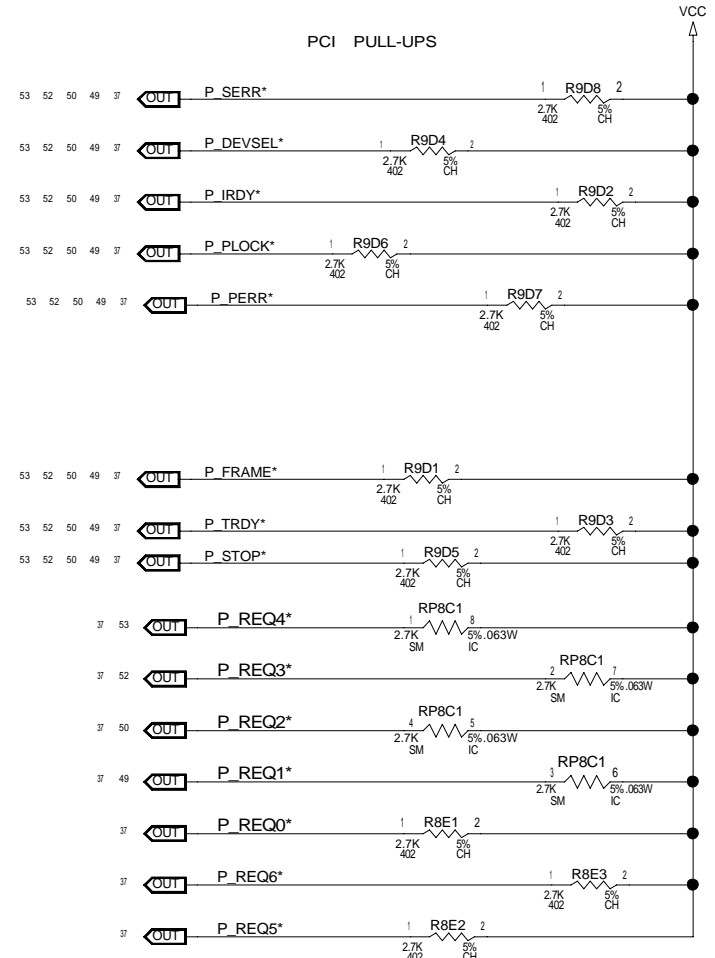 VCC
PCI PULL-UPS
53 52 50 49 37 OUT P_SERR* 1 R9D8 2
2.7K 5%
402 CH
53 52 50 49 37 OUT P_DEVSEL* 1 R9D4 2
2.7K 5%
402 CH
53 52 50 49 37 OUT P_IRDY* 1 R9D2 2
2.7K 5%
402 CH
53 52 50 49 37 OUT P_PLOCK* 1 R9D6 2
2.7K 5%
402 CH
53 52 50 49 37 OUT P_PERR* 1 R9D7 2
2.7K 5%
402 CH
53 52 50 49 37 OUT P_FRAME* 1 R9D1 2
2.7K 5%
402 CH
53 52 50 49 37 OUT P_TRDY* 1 R9D3 2
2.7K 5%
402 CH
53 52 50 49 37 OUT P_STOP* 1 R9D5 2
2.7K 5%
402 CH
37 53 OUT P_REQ4* 1 RP8C1 8
2.7K 5% .063W
SM IC
37 52 OUT P_REQ3* 2 RP8C1 7
2.7K 5% .063W
SM IC
37 50 OUT P_REQ2* 4 RP8C1 5
2.7K 5% .063W
SM IC
37 49 OUT P_REQ1* 3 RP8C1 6
2.7K 5% .063W
SM IC
37 OUT P_REQ0* 1 R8E1 2
2.7K 5%
402 CH
37 OUT P_REQ6* 1 R8E3 2
2.7K 5%
402 CH
37 OUT P_REQ5* 1 R8E2 2
2.7K 5%
402 CH